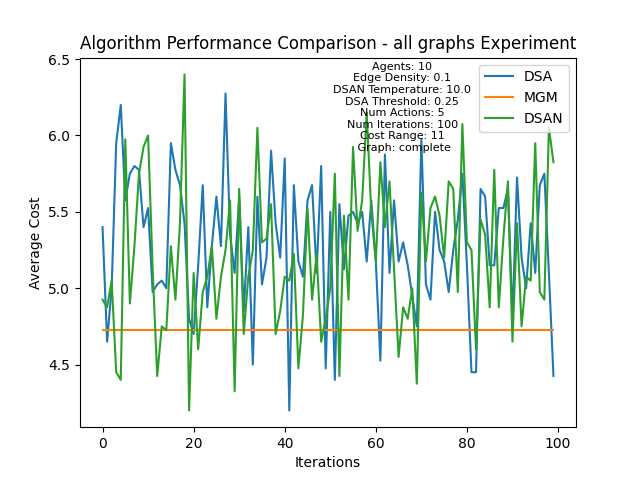 Algorithm Performance Comparison - all graphs Experiment
Agents: 10
Edge Density: 0.1
DSAN Temperature: 10.0
DSA Threshold: 0.25
Num Actions: 5
Num Iterations: 100
Cost Range: 11
Graph: complete
DSA
MGM
DSAN
6.5
6.0
5.5
5.0
4.5
Average Cost
0
20
40
60
80
100
Iterations